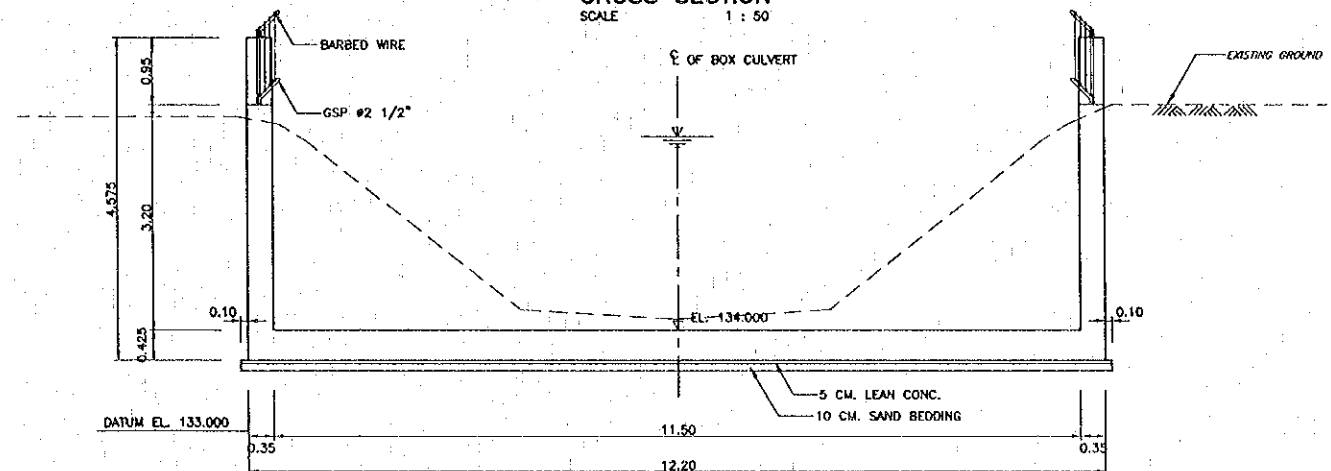 CROSS SECTION
SCALE 1 : 50
BARBED WIRE
℄ OF BOX CULVERT
EXISTING GROUND
GSP. φ2 1/2"
0.95
4.575
3.20
0.425
0.10
EL. 134.000
0.10
5 CM. LEAN CONC.
10 CM. SAND BEDDING
DATUM EL. 133.000
0.35
11.50
0.35
12.20